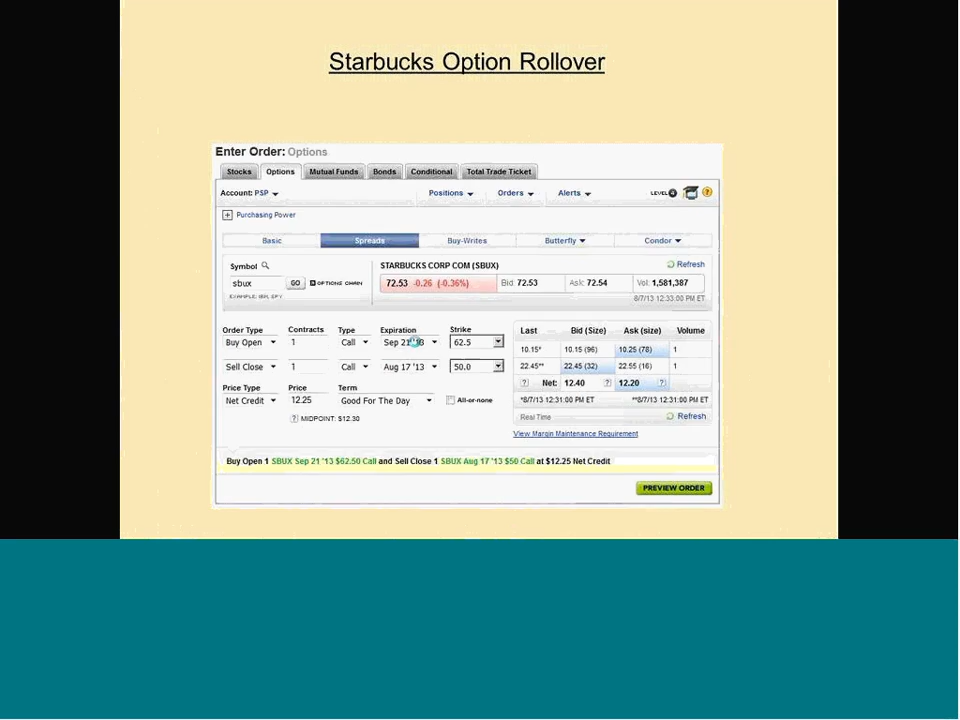 Starbucks Option Rollover
Enter Order: Options
Stocks Options Mutual Funds Bonds Conditional Total Trade Ticket
Account: PSP Positions Orders Alerts LEVEL 4 ?
+ Purchasing Power
Basic Spreads Buy-Writes Butterfly Condor
Symbol STARBUCKS CORP COM (SBUX) Refresh
sbux GO OPTIONS CHAIN 72.53 -0.26 (-0.36%) Bid: 72.53 Ask: 72.54 Vol: 1,581,387
EXAMPLE: IBM, SPY 8/7/13 12:33:00 PM ET
Order Type Contracts Type Expiration Strike Last Bid (Size) Ask (size) Volume
Buy Open 1 Call Sep 21 62.5 10.15* 10.15 (96) 10.25 (78) 1
Sell Close 1 Call Aug 17 '13 50.0 22.45** 22.45 (32) 22.55 (16) 1
Price Type Price Term ? Net: 12.40 ? 12.20 ?
Net Credit 12.25 Good For The Day All-or-none *8/7/13 12:31:00 PM ET **8/7/13 12:31:00 PM ET
? MIDPOINT: $12.30 Real Time Refresh
View Margin Maintenance Requirement
Buy Open 1 SBUX Sep 21 '13 $62.50 Call and Sell Close 1 SBUX Aug 17 '13 $50 Call at $12.25 Net Credit
PREVIEW ORDER